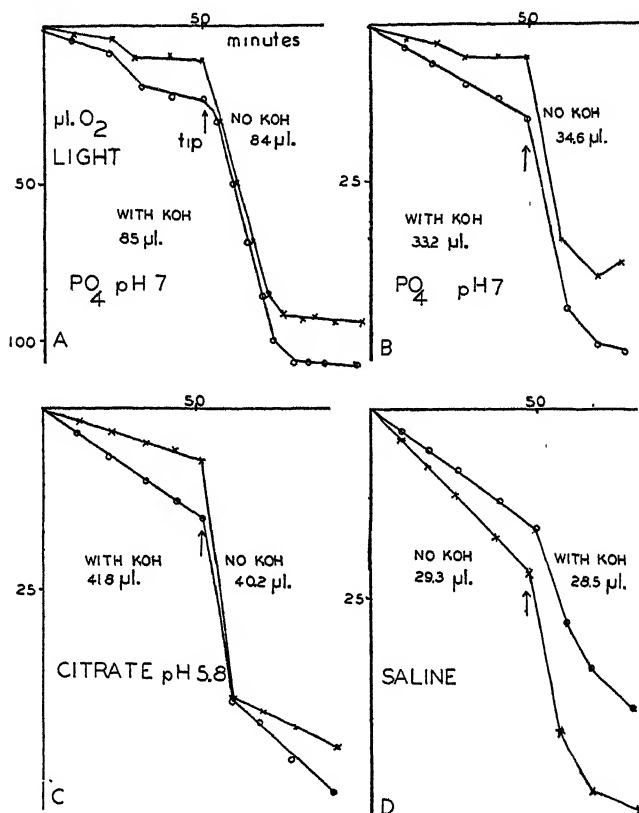 50
minutes
µl.O2
LIGHT
tip
NO KOH
84 µl.
50
WITH KOH
85 µl.
PO4 pH 7
100
A
50
NO KOH
34.6 µl.
25
WITH KOH
33.2 µl.
PO4 pH7
B
50
WITH KOH
41.8 µl.
NO KOH
40.2 µl.
25
CITRATE pH 5.8
C
50
NO KOH
29.3 µl.
WITH KOH
28.5 µl.
25
SALINE
D